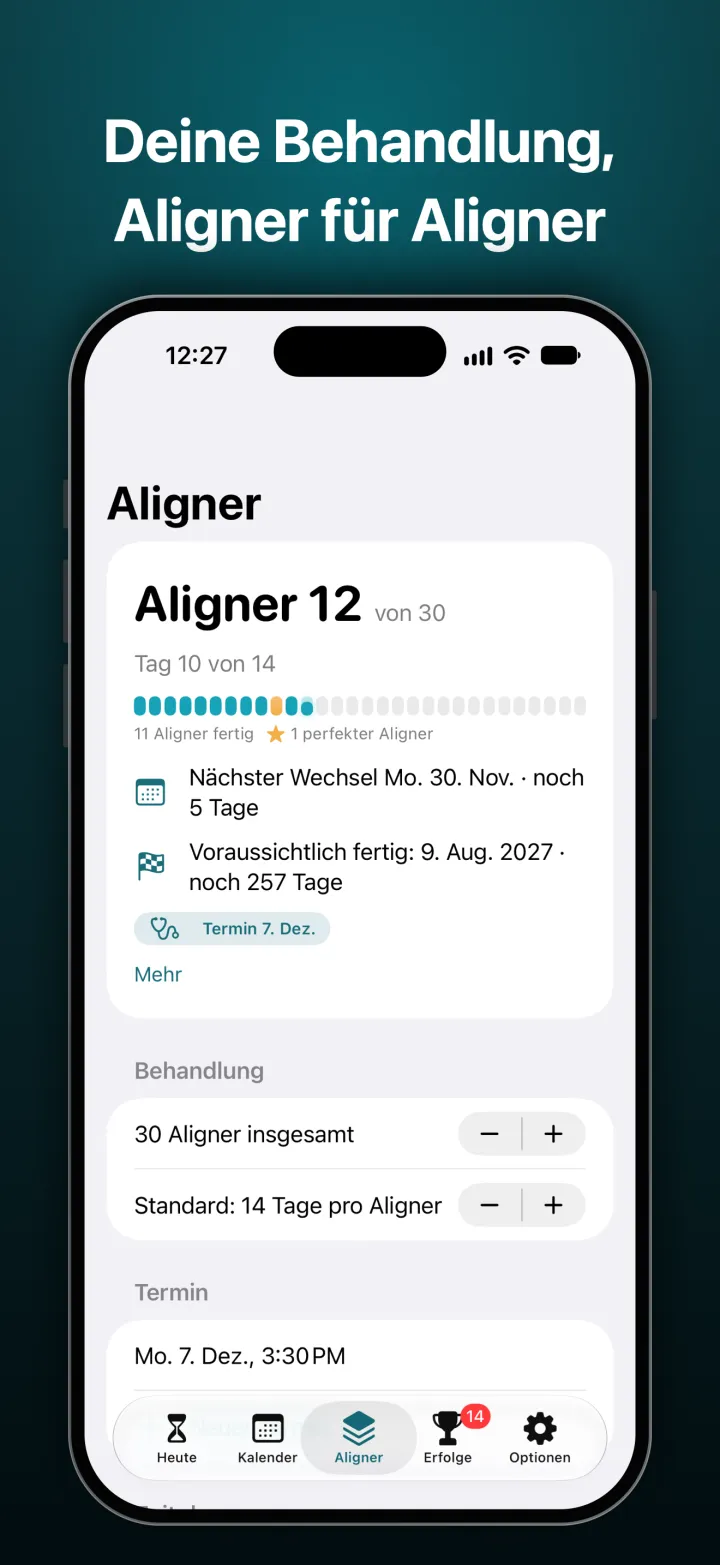 Deine Behandlung,
Aligner für Aligner
12:27
Aligner
Aligner 12 von 30
Tag 10 von 14
11 Aligner fertig 1 perfekter Aligner
Nächster Wechsel Mo. 30. Nov. · noch
5 Tage
Voraussichtlich fertig: 9. Aug. 2027 ·
noch 257 Tage
Termin 7. Dez.
Mehr
Behandlung
30 Aligner insgesamt
Standard: 14 Tage pro Aligner
Termin
Mo. 7. Dez., 3:30 PM
14
Heute Kalender Aligner Erfolge Optionen